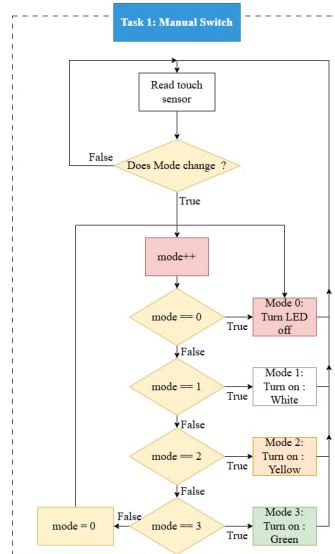 Task 1: Manual Switch
Read touch
sensor
False
Does Mode change ?
True
mode++
mode == 0
True
Mode 0:
Turn LED
off
False
mode == 1
True
Mode 1:
Turn on :
White
False
mode == 2
True
Mode 2:
Turn on :
Yellow
False
mode = 0
False
mode == 3
True
Mode 3:
Turn on :
Green